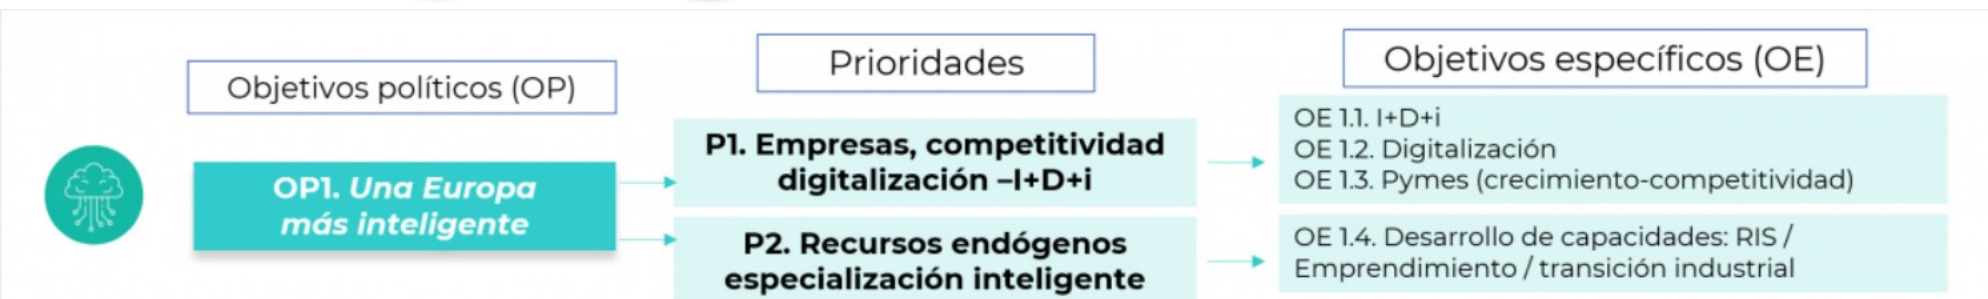 Objetivos políticos (OP)
Prioridades
Objetivos específicos (OE)
OP1. Una Europa
más inteligente
P1. Empresas, competitividad
digitalización –I+D+i
OE 1.1. I+D+i
OE 1.2. Digitalización
OE 1.3. Pymes (crecimiento-competitividad)
P2. Recursos endógenos
especialización inteligente
OE 1.4. Desarrollo de capacidades: RIS /
Emprendimiento / transición industrial